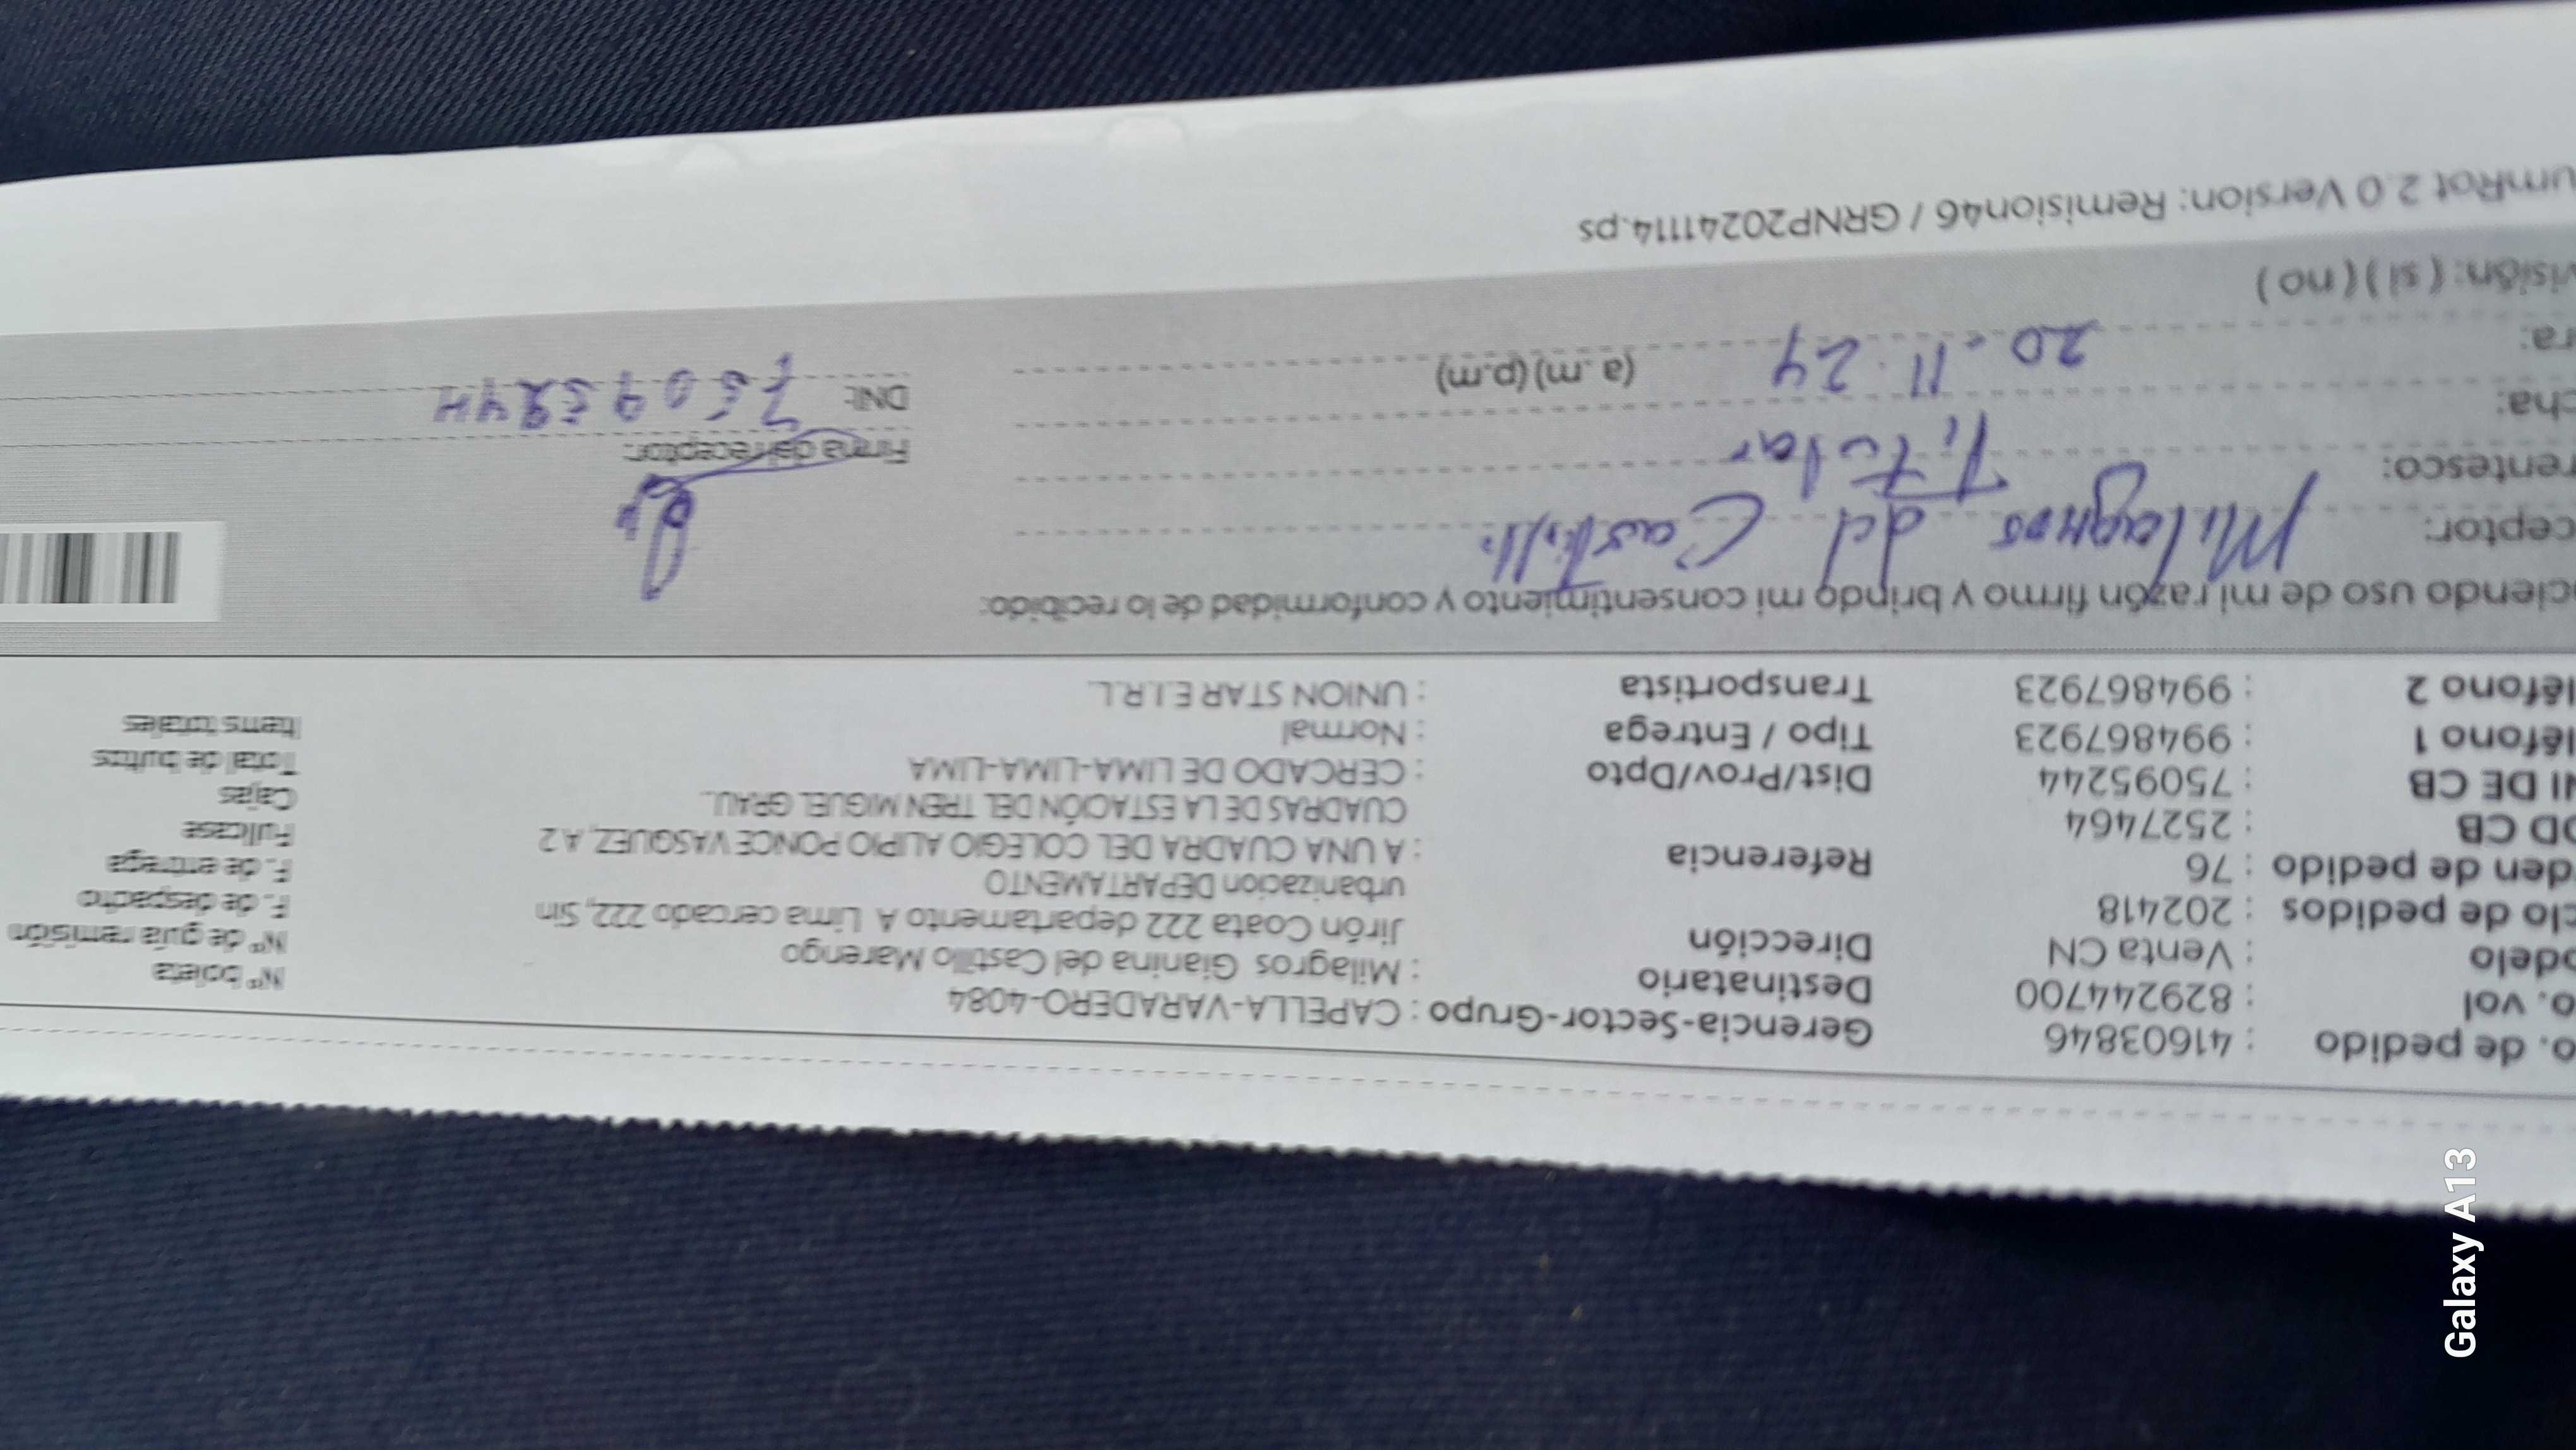 o. de pedido : 41603846 Gerencia-Sector-Grupo : CAPELLA-VARADERO-4084
o. vol : 829244700 Destinatario : Milagros Gianina del Castillo Marengo Nº boleta
odelo : Venta CN Dirección Jirón Coata 222 departamento A Lima cercado 222, Sin Nº de guía remisión
clo de pedidos : 202418 urbanizacion DEPARTAMENTO F. de despacho
den de pedido : 76 Referencia : A UNA CUADRA DEL COLEGIO ALIPIO PONCE VASQUEZ, A 2 F. de entrega
OD CB : 2527464 CUADRAS DE LA ESTACIÓN DEL TREN MIGUEL GRAU.. Fullcase
NI DE CB : 75095244 Dist/Prov/Dpto : CERCADO DE LIMA-LIMA-LIMA Cajas
léfono 1 : 994867923 Tipo / Entrega : Normal Total de bultos
léfono 2 : 994867923 Transportista : UNION STAR E.I.R.L. Items totales
ciendo uso de mi razón firmo y brindo mi consentimiento y conformidad de lo recibido:
ceptor: Milagros del Castillo
rentesco: Titular Firma del receptor:
cha: 20.11.24 DNI: 75095244
ra: (a.m)(p.m)
visión: ( si ) ( no )
umRot 2.0 Version: Remision46 / GRNP20241114.ps
Galaxy A13